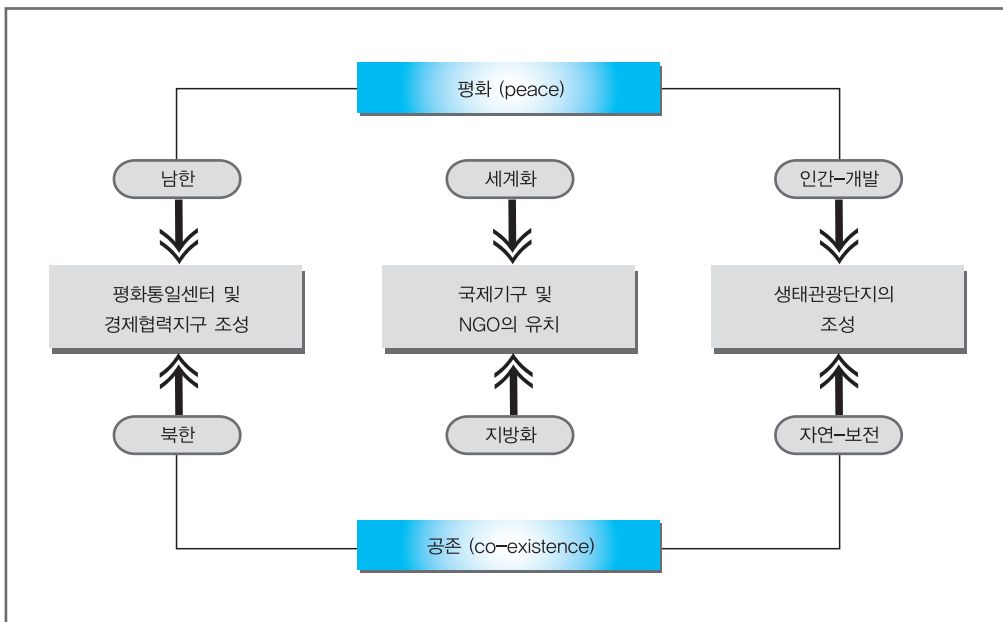 평화 (peace)
남한
세계화
인간-개발
평화통일센터 및
경제협력지구 조성
국제기구 및
NGO의 유치
생태관광단지의
조성
북한
지방화
자연-보전
공존 (co-existence)